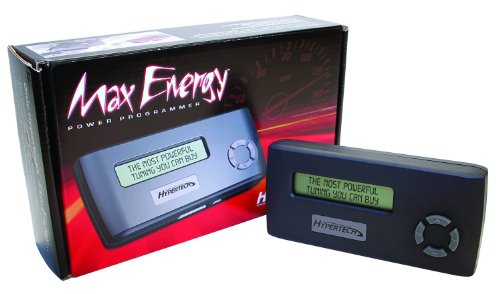 Max Energy
POWER PROGRAMMER
THE MOST POWERFUL
TUNING YOU CAN BUY
HYPERTECH
H
THE MOST POWERFUL
TUNING YOU CAN BUY
HYPERTECH